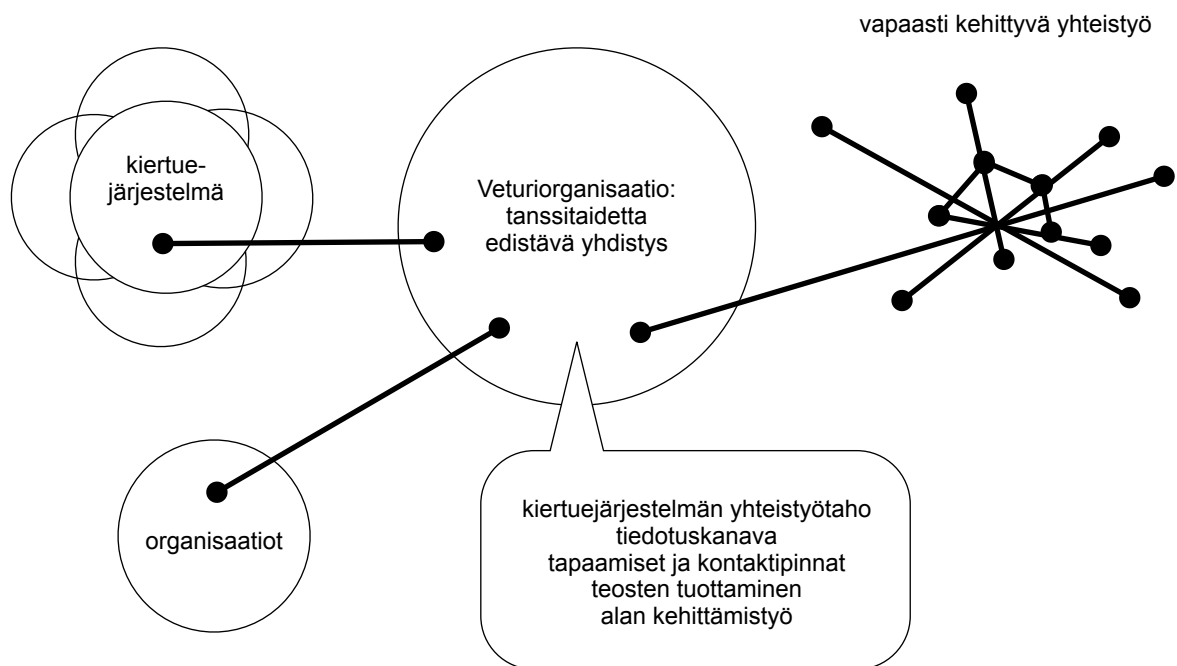 vapaasti kehittyvä yhteistyö
kiertue-
järjestelmä
Veturiorganisaatio:
tanssitaidetta
edistävä yhdistys
organisaatiot
kiertuejärjestelmän yhteistyötaho
tiedotuskanava
tapaamiset ja kontaktipinnat
teosten tuottaminen
alan kehittämistyö